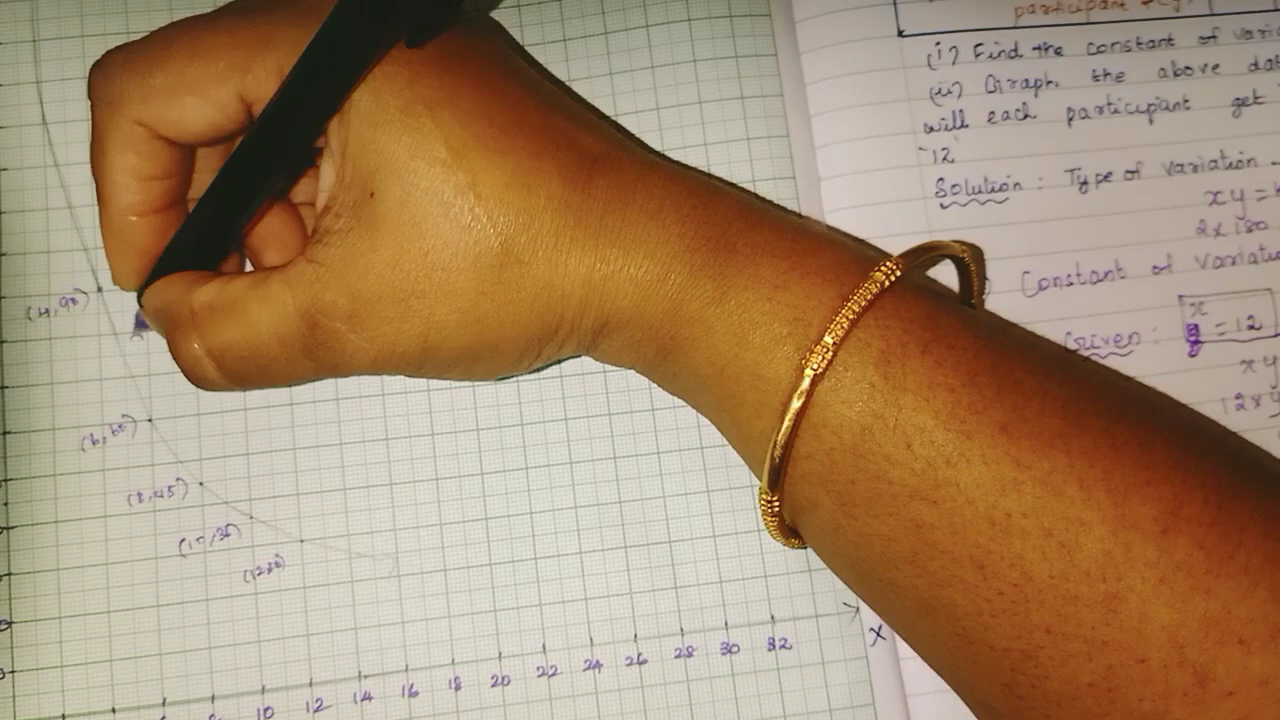 participant
(i) Find the constant of
(ii) Graph the above
will each participant get
12
Solution : Type of variation
xy =
2 x 180
Constant of
Given : x = 12
xy
12 x
(4, 90)
(6, 60)
(8, 45)
(10, 36)
(12,30)
10 12 14 16 18 20 22 24 26 28 30 32
X